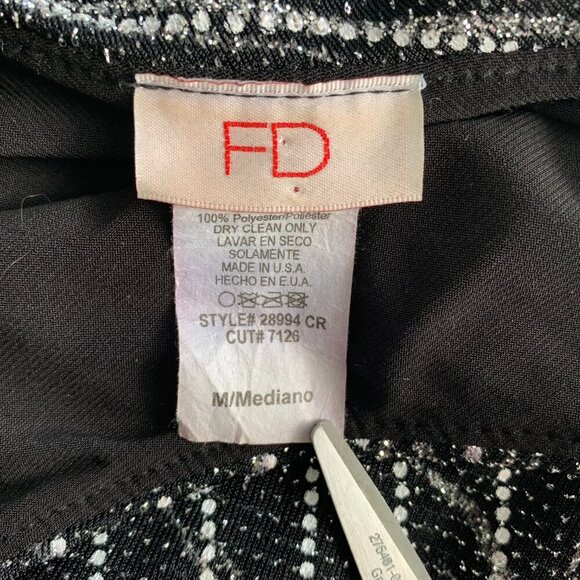 FD
100% Polyester/Poliester
DRY CLEAN ONLY
LAVAR EN SECO
SOLAMENTE
MADE IN U.S.A.
HECHO EN E.U.A.
STYLE# 28994 CR
CUT# 7126
M/Mediano